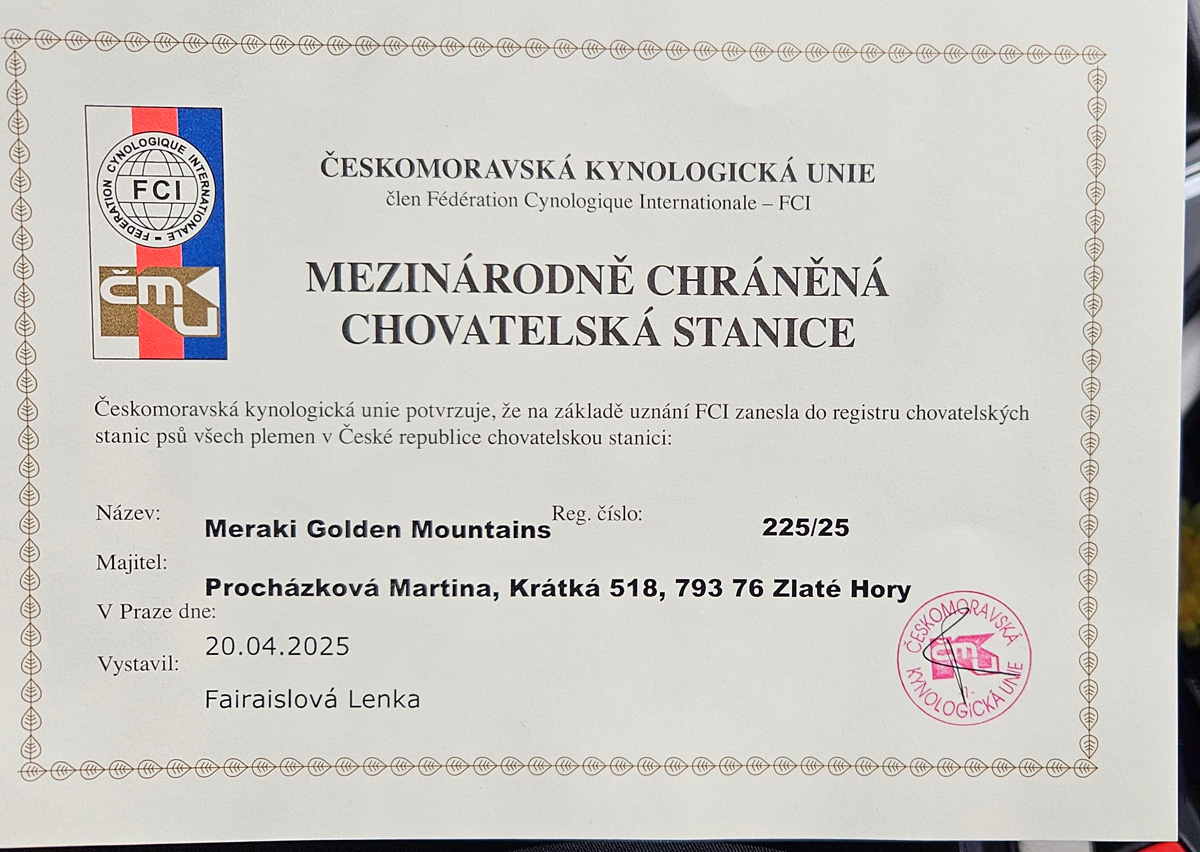 FEDERATION CYNOLOGIQUE INTERNATIONALE –
FCI
ČMKU
ČESKOMORAVSKÁ KYNOLOGICKÁ UNIE
člen Fédération Cynologique Internationale – FCI
MEZINÁRODNĚ CHRÁNĚNÁ
CHOVATELSKÁ STANICE
Českomoravská kynologická unie potvrzuje, že na základě uznání FCI zanesla do registru chovatelských
stanic psů všech plemen v České republice chovatelskou stanici:
Název: Meraki Golden Mountains Reg. číslo: 225/25
Majitel: Procházková Martina, Krátká 518, 793 76 Zlaté Hory
V Praze dne: 20.04.2025
Vystavil: Fairaislová Lenka
ČESKOMORAVSKÁ
KYNOLOGICKÁ UNIE